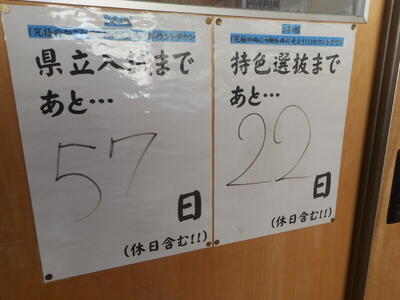 県立入試まで
あと…
57
日
(休日含む!!)
特色選抜まで
あと…
22
日
(休日含む!!)